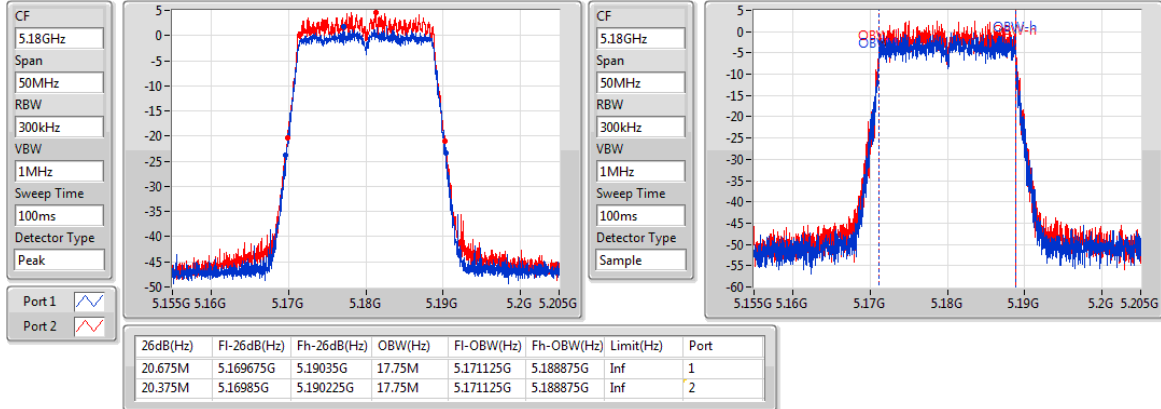 CF
5.18GHz
Span
50MHz
RBW
300kHz
VBW
1MHz
Sweep Time
100ms
Detector Type
Peak
Port 1
Port 2
5
0
-5
-10
-15
-20
-25
-30
-35
-40
-45
-50
5.155G 5.16G 5.17G 5.18G 5.19G 5.2G 5.205G
CF
5.18GHz
Span
50MHz
RBW
300kHz
VBW
1MHz
Sweep Time
100ms
Detector Type
Sample
5
0
-5
-10
-15
-20
-25
-30
-35
-40
-45
-50
-55
-60
OBW-h
5.155G 5.16G 5.17G 5.18G 5.19G 5.2G 5.205G
26dB(Hz) Fl-26dB(Hz) Fh-26dB(Hz) OBW(Hz) Fl-OBW(Hz) Fh-OBW(Hz) Limit(Hz) Port
20.675M 5.169675G 5.19035G 17.75M 5.171125G 5.188875G Inf 1
20.375M 5.16985G 5.190225G 17.75M 5.171125G 5.188875G Inf 2